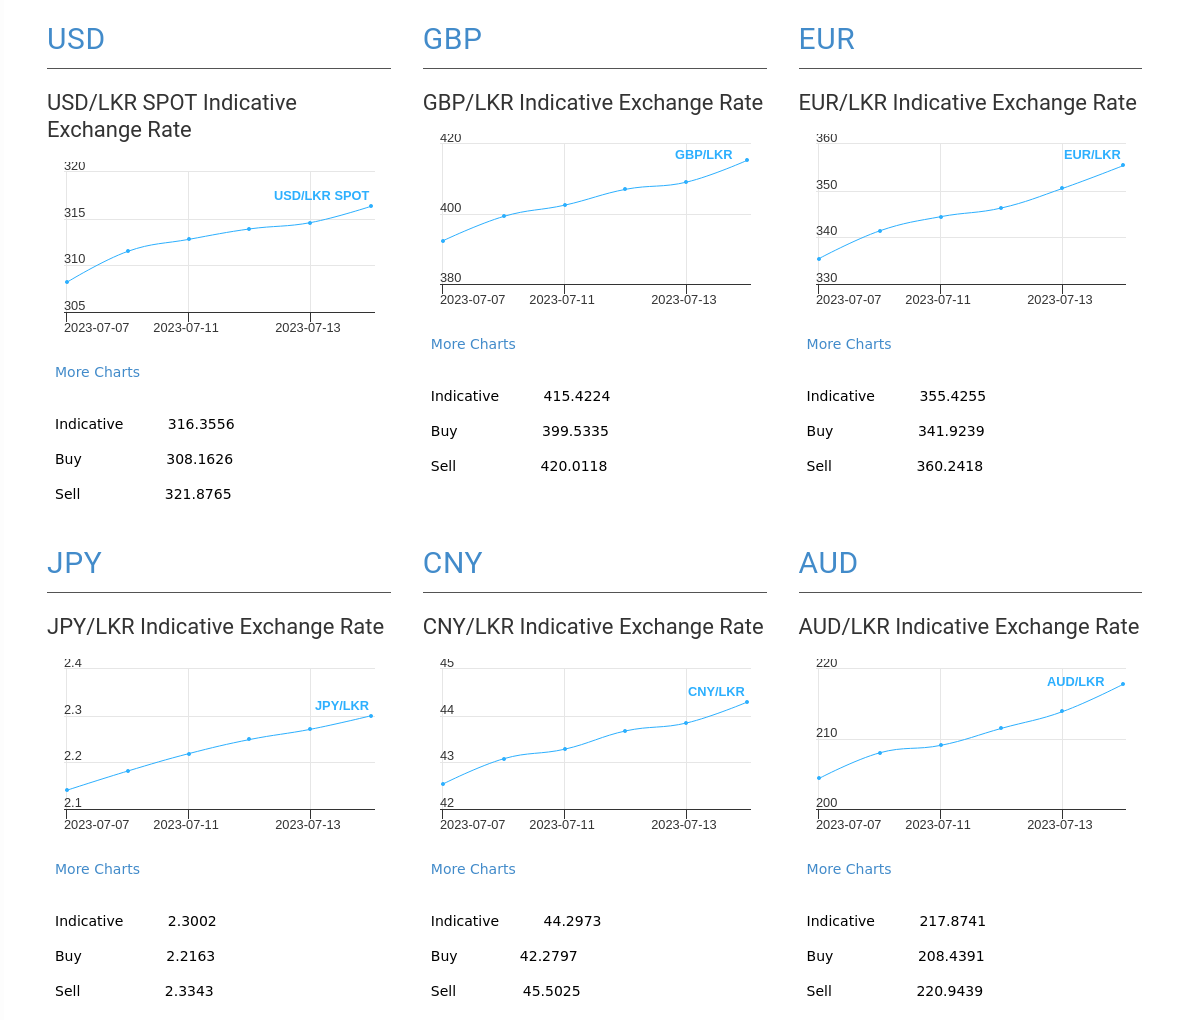 USD
USD/LKR SPOT Indicative
Exchange Rate
320
USD/LKR SPOT
315
310
305
2023-07-07 2023-07-11 2023-07-13
More Charts
Indicative 316.3556
Buy 308.1626
Sell 321.8765
GBP
GBP/LKR Indicative Exchange Rate
420
GBP/LKR
400
380
2023-07-07 2023-07-11 2023-07-13
More Charts
Indicative 415.4224
Buy 399.5335
Sell 420.0118
EUR
EUR/LKR Indicative Exchange Rate
360
EUR/LKR
350
340
330
2023-07-07 2023-07-11 2023-07-13
More Charts
Indicative 355.4255
Buy 341.9239
Sell 360.2418
JPY
JPY/LKR Indicative Exchange Rate
2.4
JPY/LKR
2.3
2.2
2.1
2023-07-07 2023-07-11 2023-07-13
More Charts
Indicative 2.3002
Buy 2.2163
Sell 2.3343
CNY
CNY/LKR Indicative Exchange Rate
45
CNY/LKR
44
43
42
2023-07-07 2023-07-11 2023-07-13
More Charts
Indicative 44.2973
Buy 42.2797
Sell 45.5025
AUD
AUD/LKR Indicative Exchange Rate
220
AUD/LKR
210
200
2023-07-07 2023-07-11 2023-07-13
More Charts
Indicative 217.8741
Buy 208.4391
Sell 220.9439